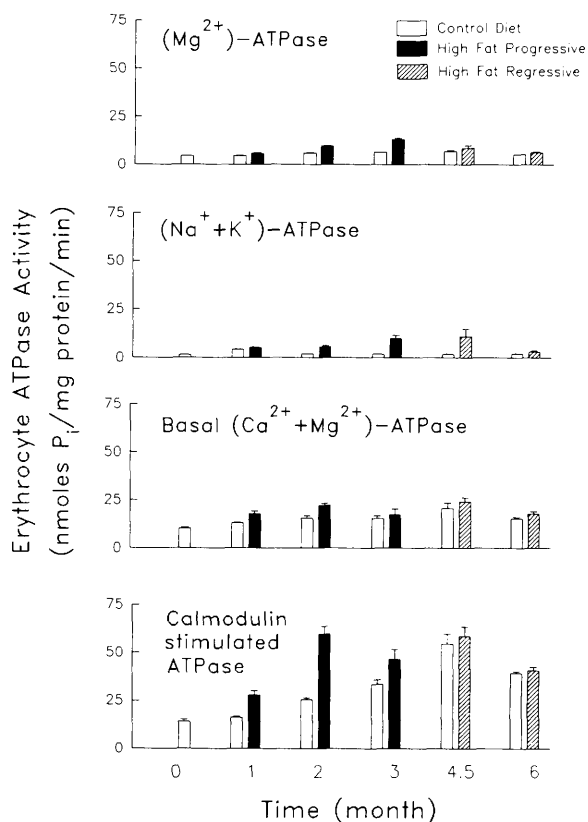 Control Diet
High Fat Progressive
High Fat Regressive
(Mg²⁺)–ATPase
75
50
25
0
(Na⁺+K⁺)–ATPase
75
50
25
0
Basal (Ca²⁺+Mg²⁺)–ATPase
75
50
25
0
Calmodulin
stimulated
ATPase
75
50
25
0
Erythrocyte ATPase Activity
(nmoles Pᵢ/mg protein/min)
0 1 2 3 4.5 6
Time (month)